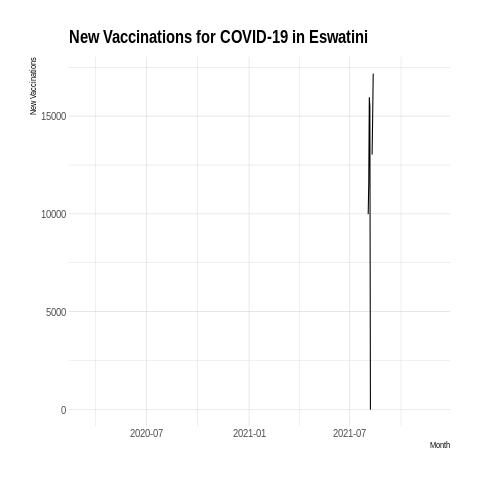 New Vaccinations for COVID-19 in Eswatini
New Vaccinations
15000
10000
5000
0
2020-07 2021-01 2021-07
Month